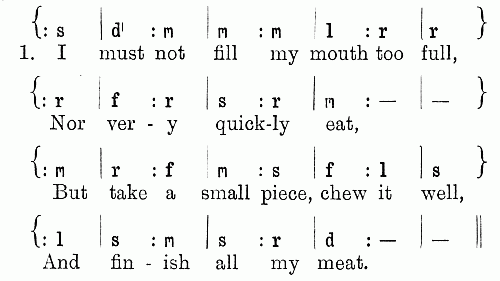 {: s | d' : m | m : m | l : r | r }
1. I must not fill my mouth too full,
{: r | f : r | s : r | m : — | — }
Nor ver - y quick-ly eat,
{: m | r : f | m : s | f : l | s }
But take a small piece, chew it well,
{: l | s : m | s : r | d : — | — ||
And fin - ish all my meat.